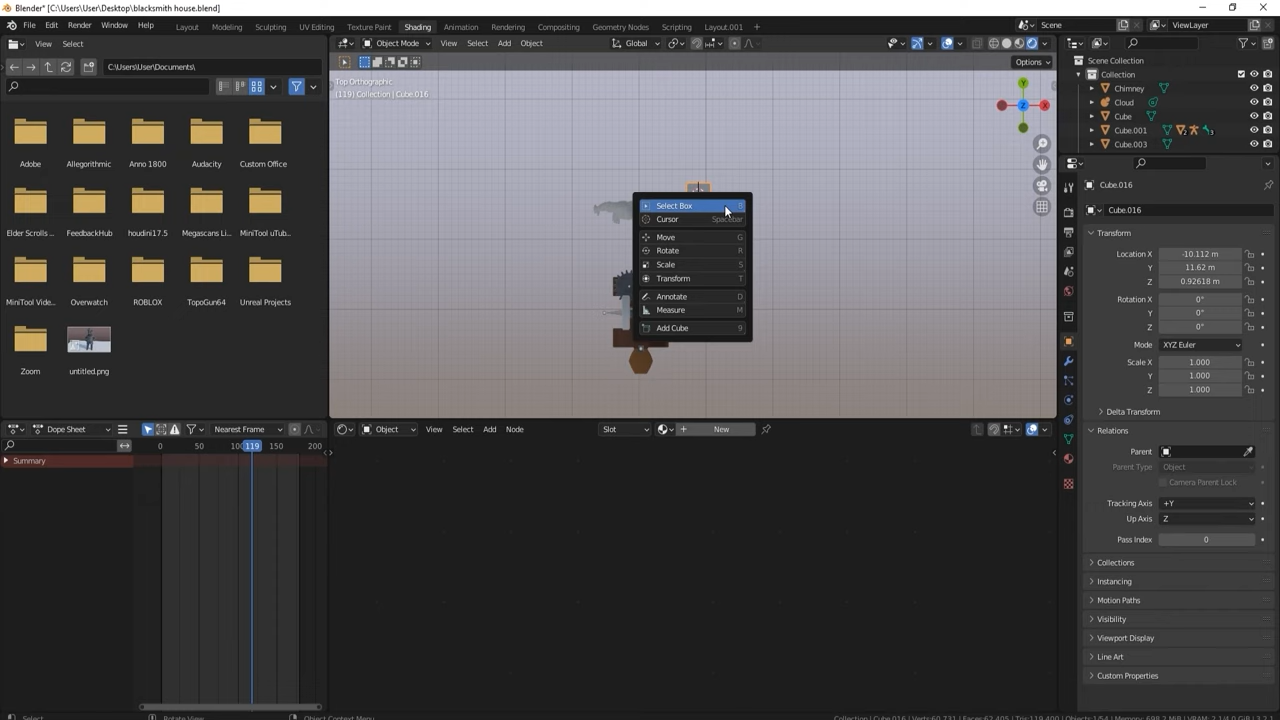 Blender* [C:\Users\User\Desktop\blacksmith house.blend]
File Edit Render Window Help Layout Modeling Sculpting UV Editing Texture Paint Shading Animation Rendering Compositing Geometry Nodes Scripting Layout.001 Scene ViewLayer
View Select
C:\Users\User\Documents\
Adobe Allegorithmic Anno 1800 Audacity Custom Office
Elder Scrolls ... FeedbackHub houdini17.5 Megascans Li... MiniTool uTub...
MiniTool Vide... Overwatch ROBLOX TopoGun64 Unreal Projects
Zoom untitled.png
Object Mode View Select Add Object Global
Options
Top Orthographic
(119) Collection | Cube.016
Y
Z X
Select Box B
Cursor Spacebar
Move G
Rotate R
Scale S
Transform T
Annotate D
Measure M
Add Cube 9
Scene Collection
Collection
Chimney
Cloud
Cube
Cube.001 2 3
Cube.003
Cube.016
Cube.016
Transform
Location X -10.112 m
Y 11.62 m
Z 0.92618 m
Rotation X 0°
Y 0°
Z 0°
Mode XYZ Euler
Scale X 1.000
Y 1.000
Z 1.000
Delta Transform
Relations
Parent
Parent Type Object
Camera Parent Lock
Tracking Axis +Y
Up Axis Z
Pass Index 0
Collections
Instancing
Motion Paths
Visibility
Viewport Display
Line Art
Custom Properties
Dope Sheet Nearest Frame
0 50 119 150 200
Summary
Object View Select Add Node Slot New
Select Rotate View Object Context Menu